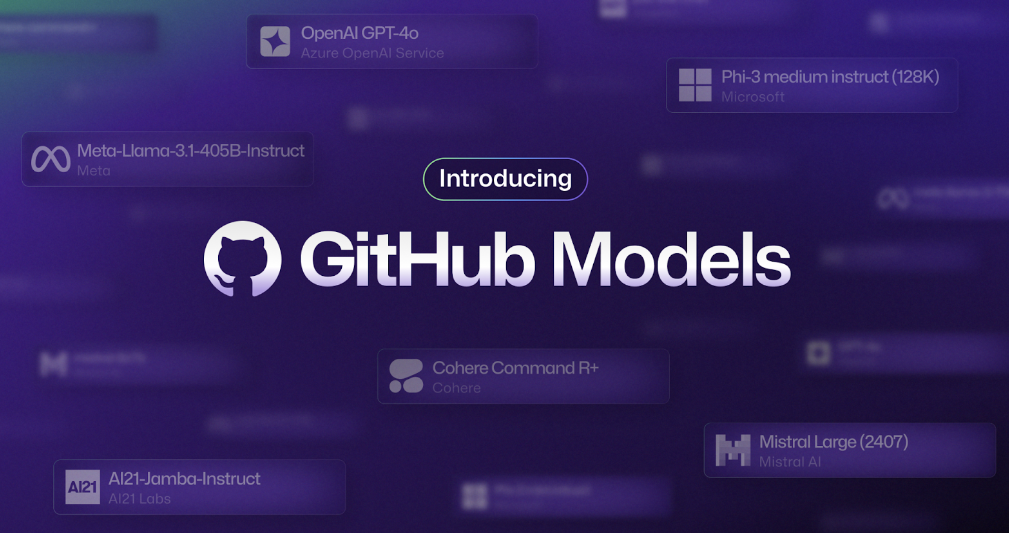 OpenAI GPT-4o
Azure OpenAI Service
Phi-3 medium instruct (128K)
Microsoft
Meta-Llama-3.1-405B-Instruct
Meta
Introducing
GitHub Models
Cohere Command R+
Cohere
Mistral Large (2407)
Mistral AI
AI21
AI21-Jamba-Instruct
AI21 Labs